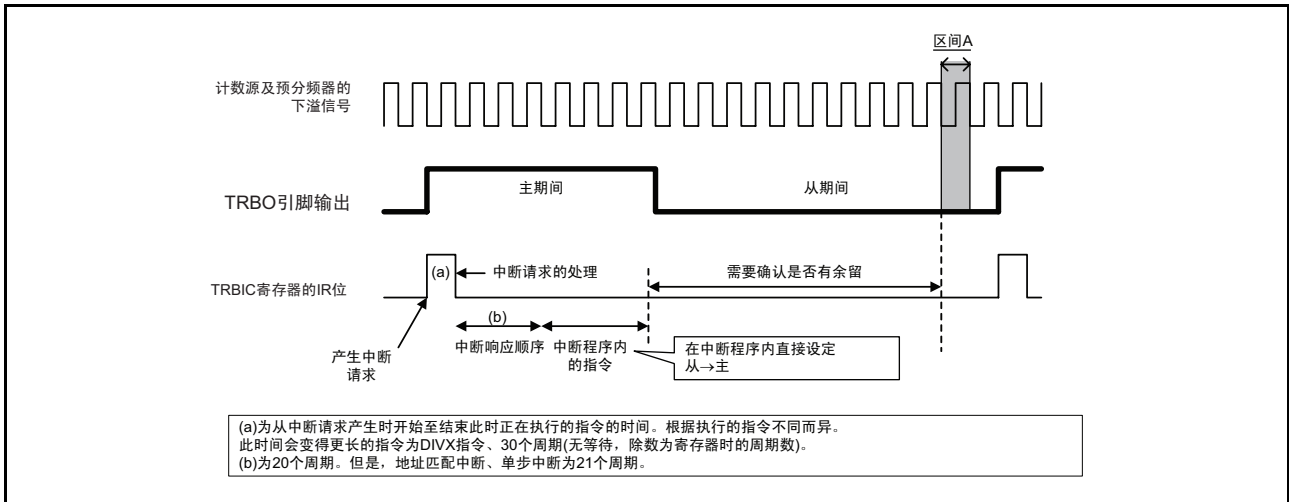 区间A
计数源及预分频器的
下溢信号
TRBO引脚输出
主期间
从期间
TRBIC寄存器的IR位
(a)
中断请求的处理
需要确认是否有余留
(b)
中断响应顺序
中断程序内
的指令
产生中断
请求
在中断程序内直接设定
从→主
(a)为从中断请求产生时开始至结束此时正在执行的指令的时间。根据执行的指令不同而异。
此时间会变得更长的指令为DIVX指令、30个周期(无等待，除数为寄存器时的周期数)。
(b)为20个周期。但是，地址匹配中断、单步中断为21个周期。